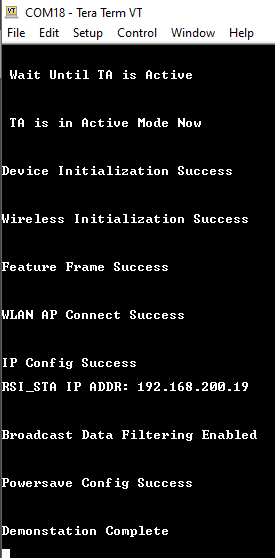 COM18 - Tera Term VT
File Edit Setup Control Window Help
Wait Until TA is Active
TA is in Active Mode Now
Device Initialization Success
Wireless Initialization Success
Feature Frame Success
WLAN AP Connect Success
IP Config Success
RSI_STA IP ADDR: 192.168.200.19
Broadcast Data Filtering Enabled
Powersave Config Success
Demonstation Complete